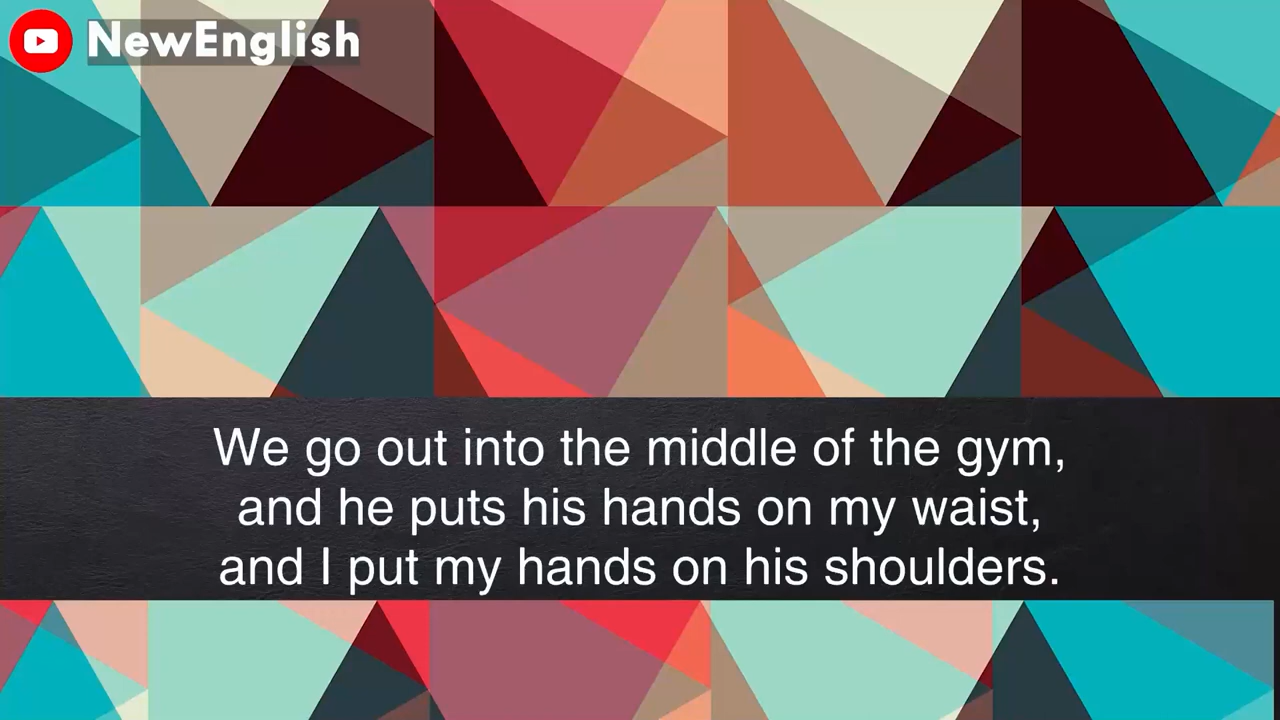 NewEnglish
We go out into the middle of the gym,
and he puts his hands on my waist,
and I put my hands on his shoulders.